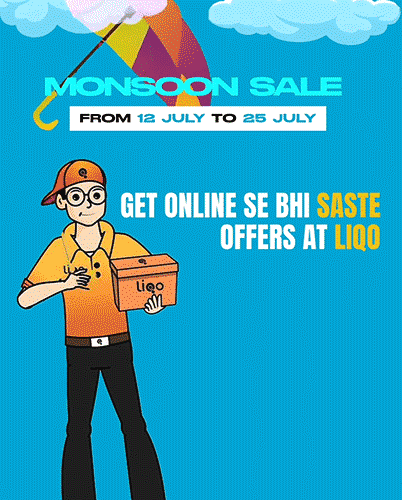 MONSOON SALE
FROM 12 JULY TO 25 JULY
GET ONLINE SE BHI SASTE
OFFERS AT LIQO
Liqo